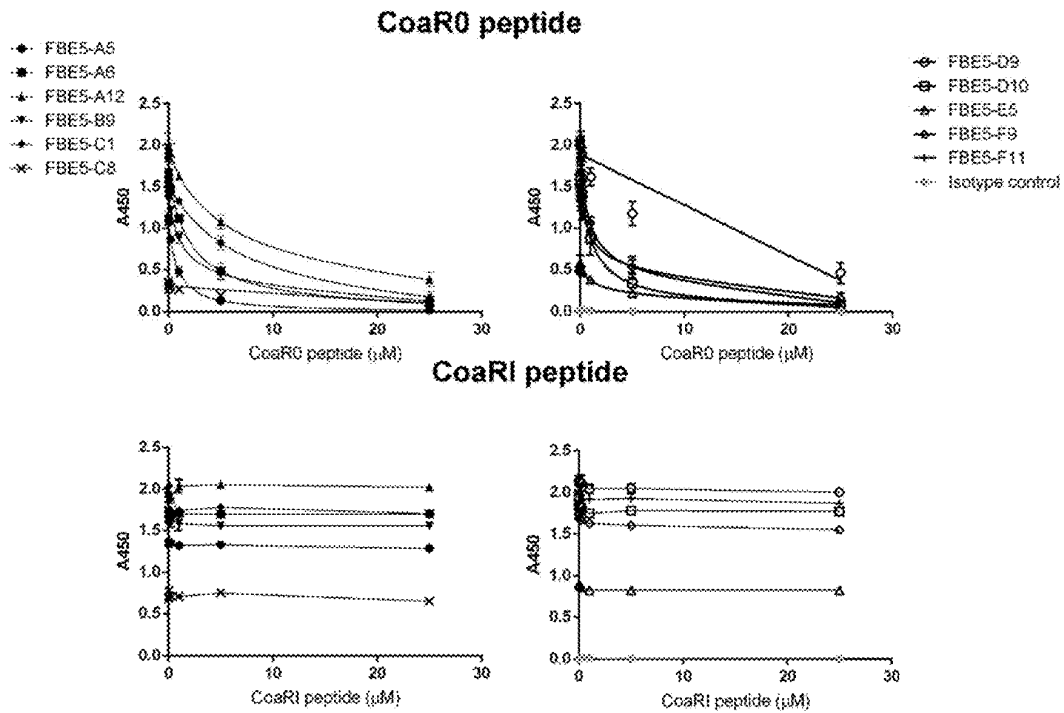 CoaR0 peptide
FBE5-A5
FBE5-A6
FBE5-A12
FBE5-B9
FBE5-C1
FBE5-C8
FBE5-D9
FBE5-D10
FBE5-E5
FBE5-F9
FBE5-F11
Isotype control
2.5
2.0
1.5
1.0
0.5
0.0
A450
0
10
20
30
CoaR0 peptide (µM)
2.5
2.0
1.5
1.0
0.5
0.0
A450
0
10
20
30
CoaR0 peptide (µM)
CoaRI peptide
2.5
2.0
1.5
1.0
0.5
0.0
A450
0
10
20
30
CoaRI peptide (µM)
2.5
2.0
1.5
1.0
0.5
0.0
A450
0
10
20
30
CoaRI peptide (µM)